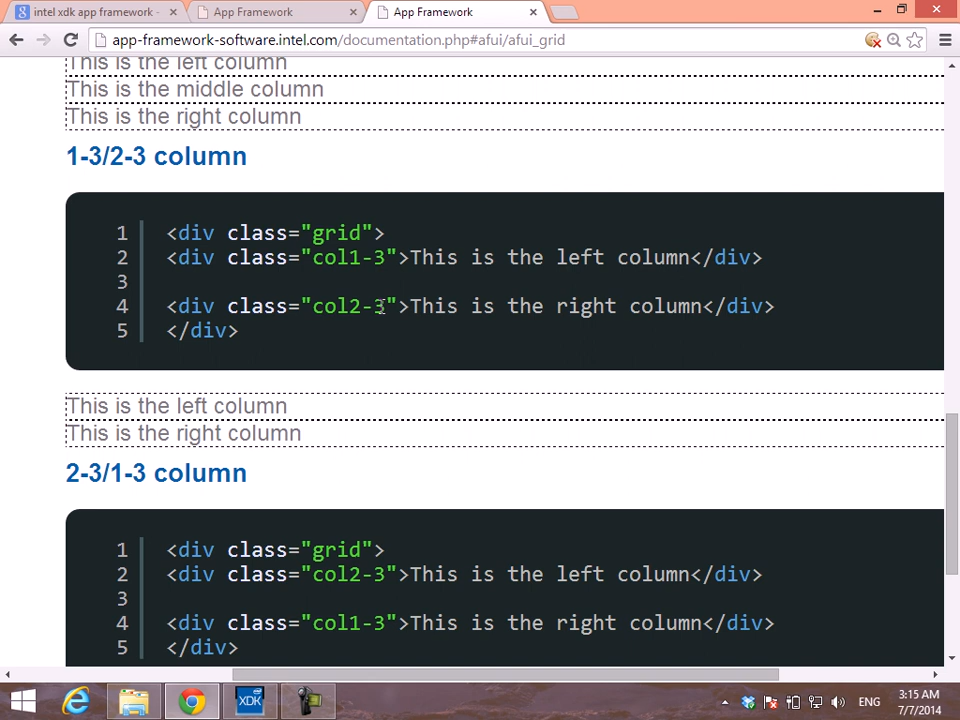 intel xdk app framework -
App Framework
App Framework
app-framework-software.intel.com/documentation.php#afui/afui_grid
This is the left column
This is the middle column
This is the right column
1-3/2-3 column
1 <div class="grid">
2 <div class="col1-3">This is the left column</div>
3
4 <div class="col2-3">This is the right column</div>
5 </div>
This is the left column
This is the right column
2-3/1-3 column
1 <div class="grid">
2 <div class="col2-3">This is the left column</div>
3
4 <div class="col1-3">This is the right column</div>
5 </div>
XDK
ENG
3:15 AM
7/7/2014